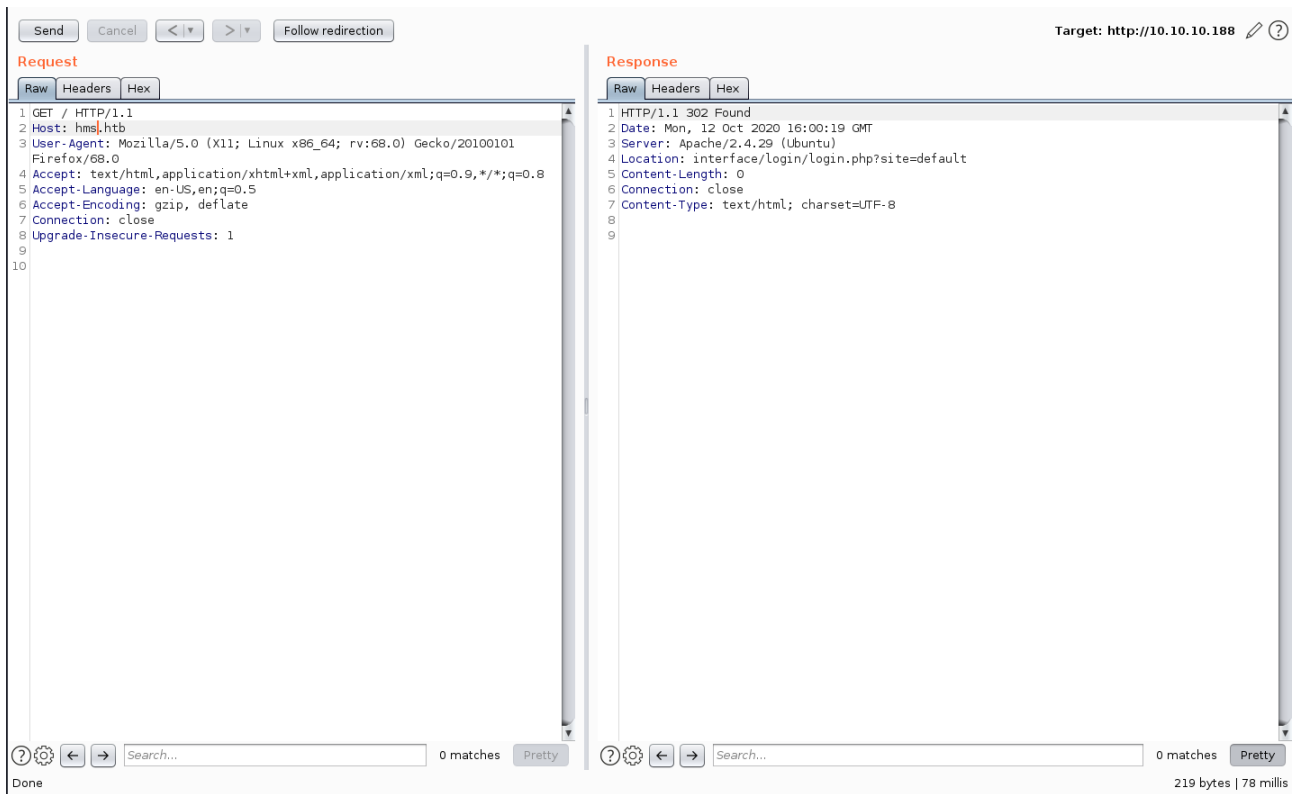 Send Cancel < > Follow redirection Target: http://10.10.10.188 ?
Request
Raw Headers Hex
1 GET / HTTP/1.1
2 Host: hms.htb
3 User-Agent: Mozilla/5.0 (X11; Linux x86_64; rv:68.0) Gecko/20100101
Firefox/68.0
4 Accept: text/html,application/xhtml+xml,application/xml;q=0.9,*/*;q=0.8
5 Accept-Language: en-US,en;q=0.5
6 Accept-Encoding: gzip, deflate
7 Connection: close
8 Upgrade-Insecure-Requests: 1
9
10
? Search... 0 matches Pretty
Response
Raw Headers Hex
1 HTTP/1.1 302 Found
2 Date: Mon, 12 Oct 2020 16:00:19 GMT
3 Server: Apache/2.4.29 (Ubuntu)
4 Location: interface/login/login.php?site=default
5 Content-Length: 0
6 Connection: close
7 Content-Type: text/html; charset=UTF-8
8
9
? Search... 0 matches Pretty
Done 219 bytes | 78 millis